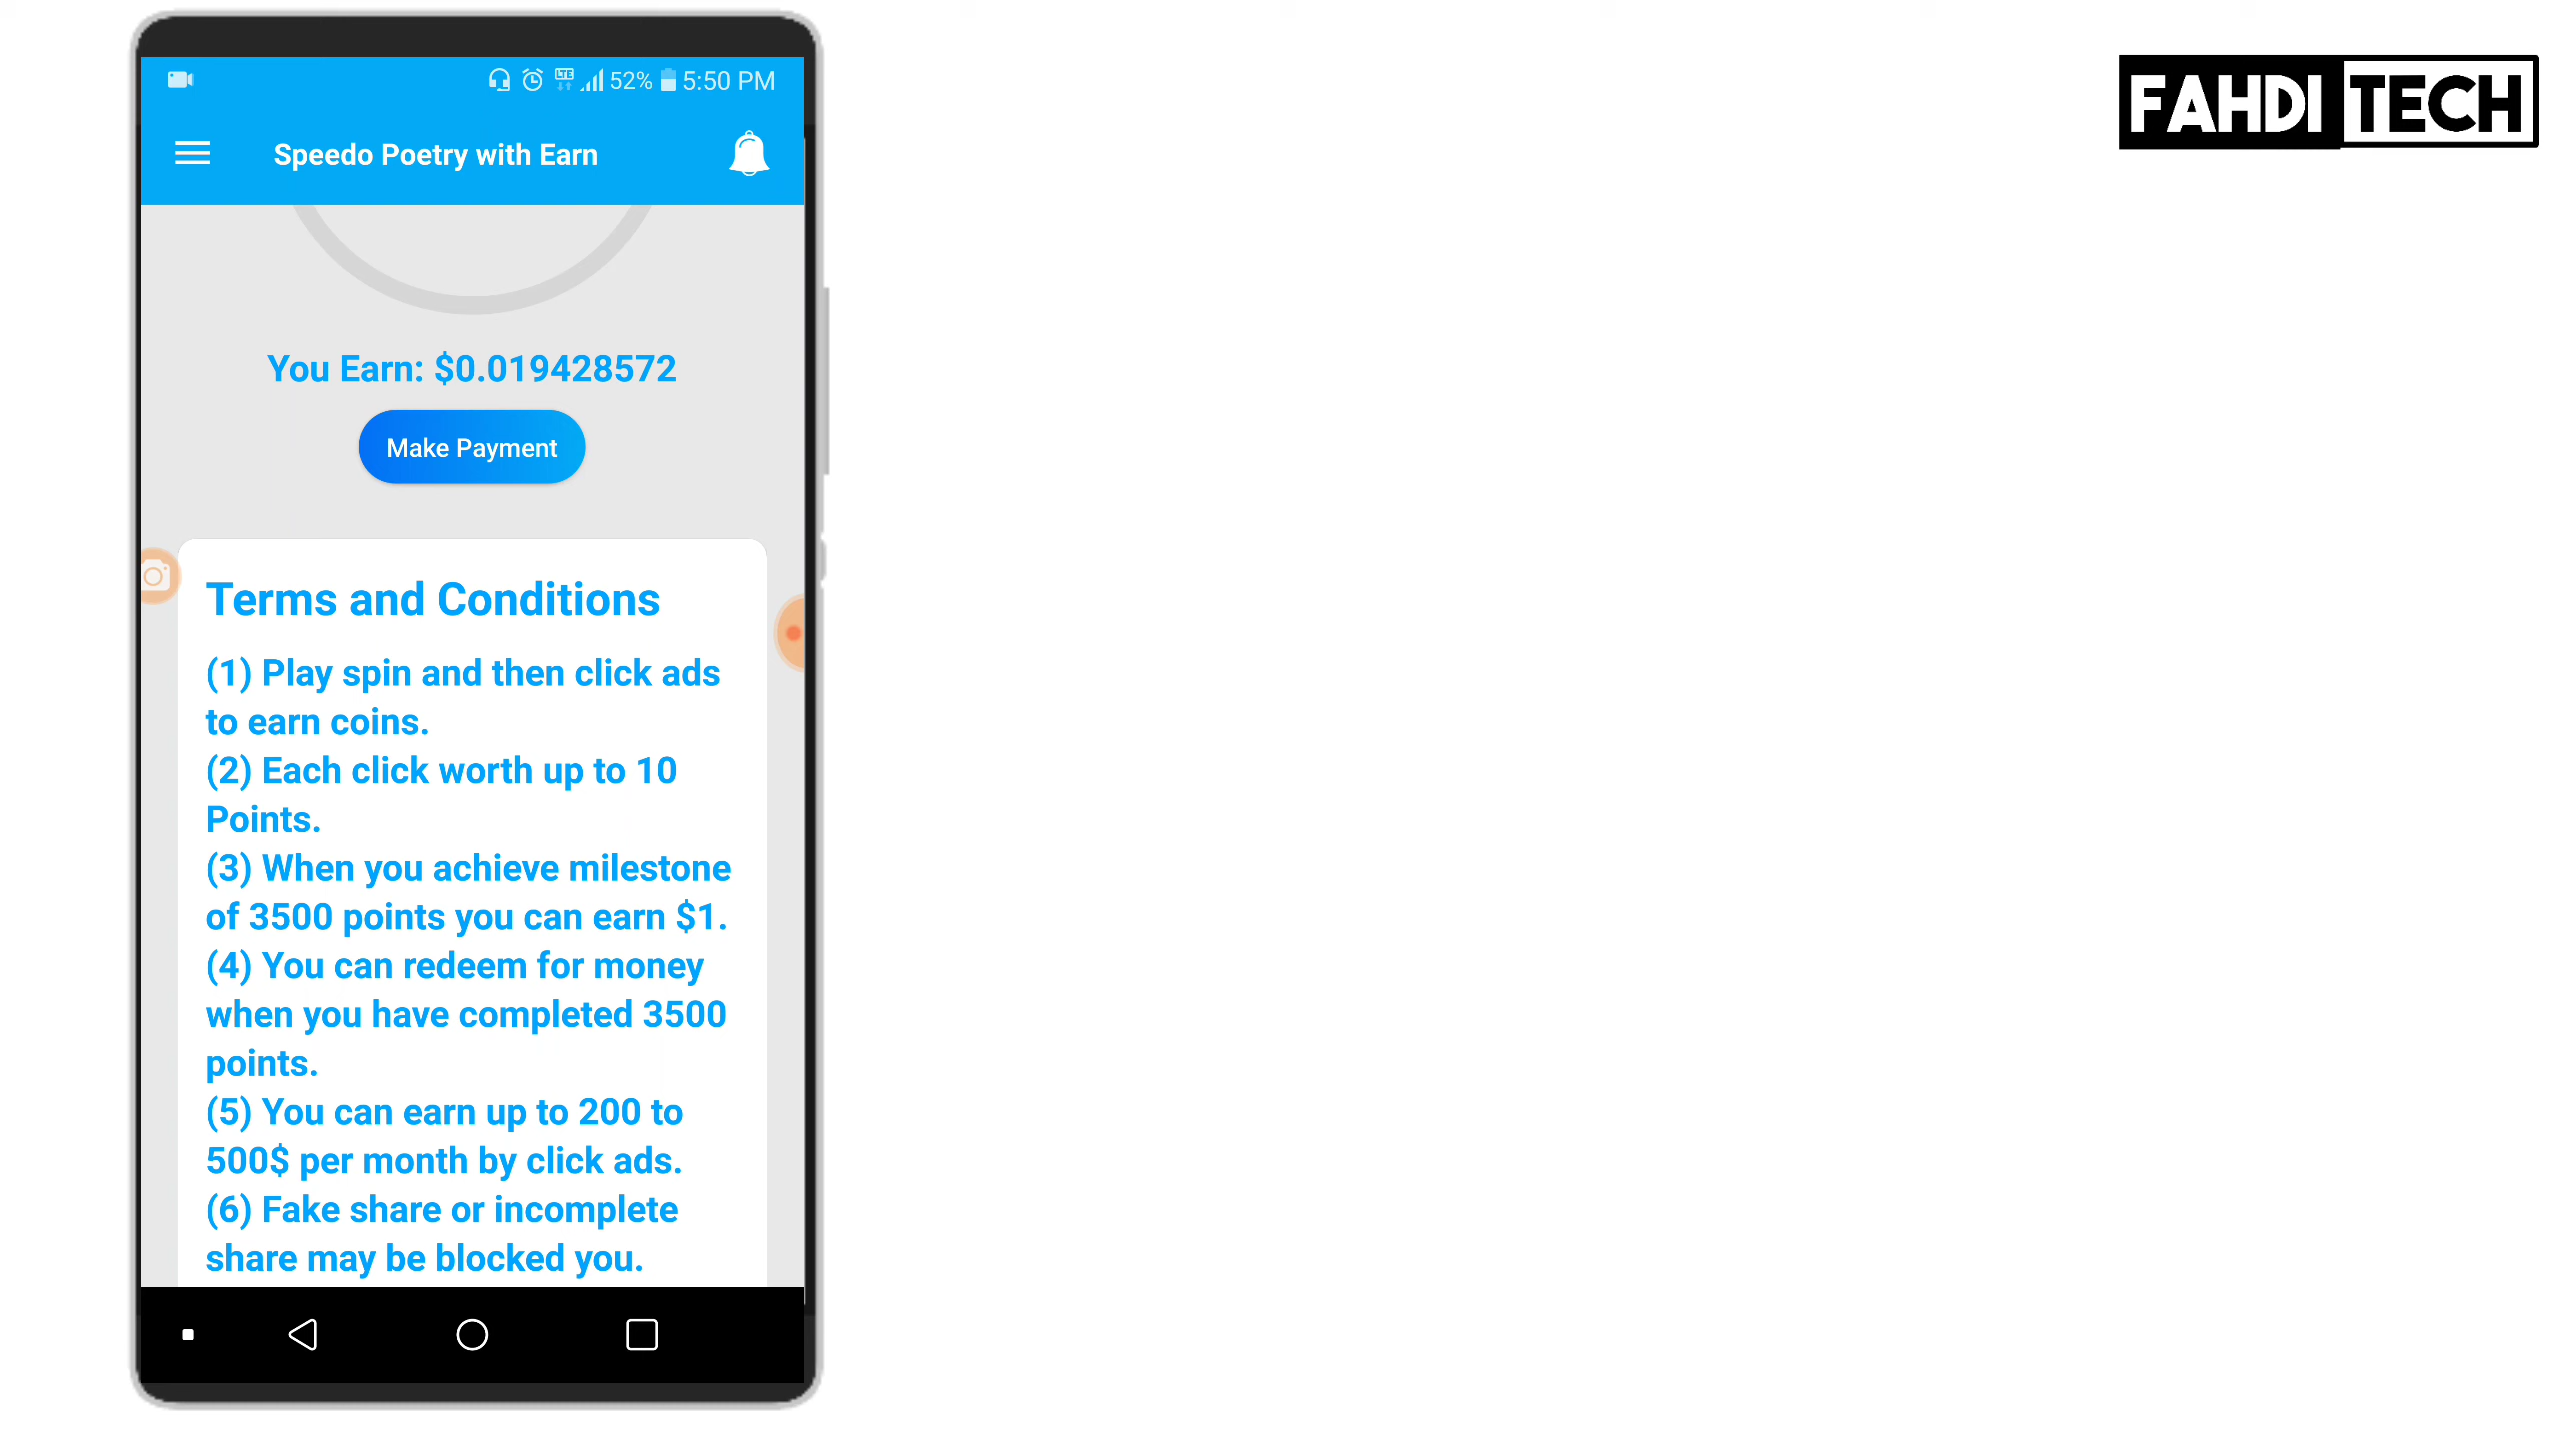 LTE 52% 5:50 PM
FAHDI TECH
Speedo Poetry with Earn
You Earn: $0.019428572
Make Payment
Terms and Conditions
(1) Play spin and then click ads
to earn coins.
(2) Each click worth up to 10
Points.
(3) When you achieve milestone
of 3500 points you can earn $1.
(4) You can redeem for money
when you have completed 3500
points.
(5) You can earn up to 200 to
500$ per month by click ads.
(6) Fake share or incomplete
share may be blocked you.